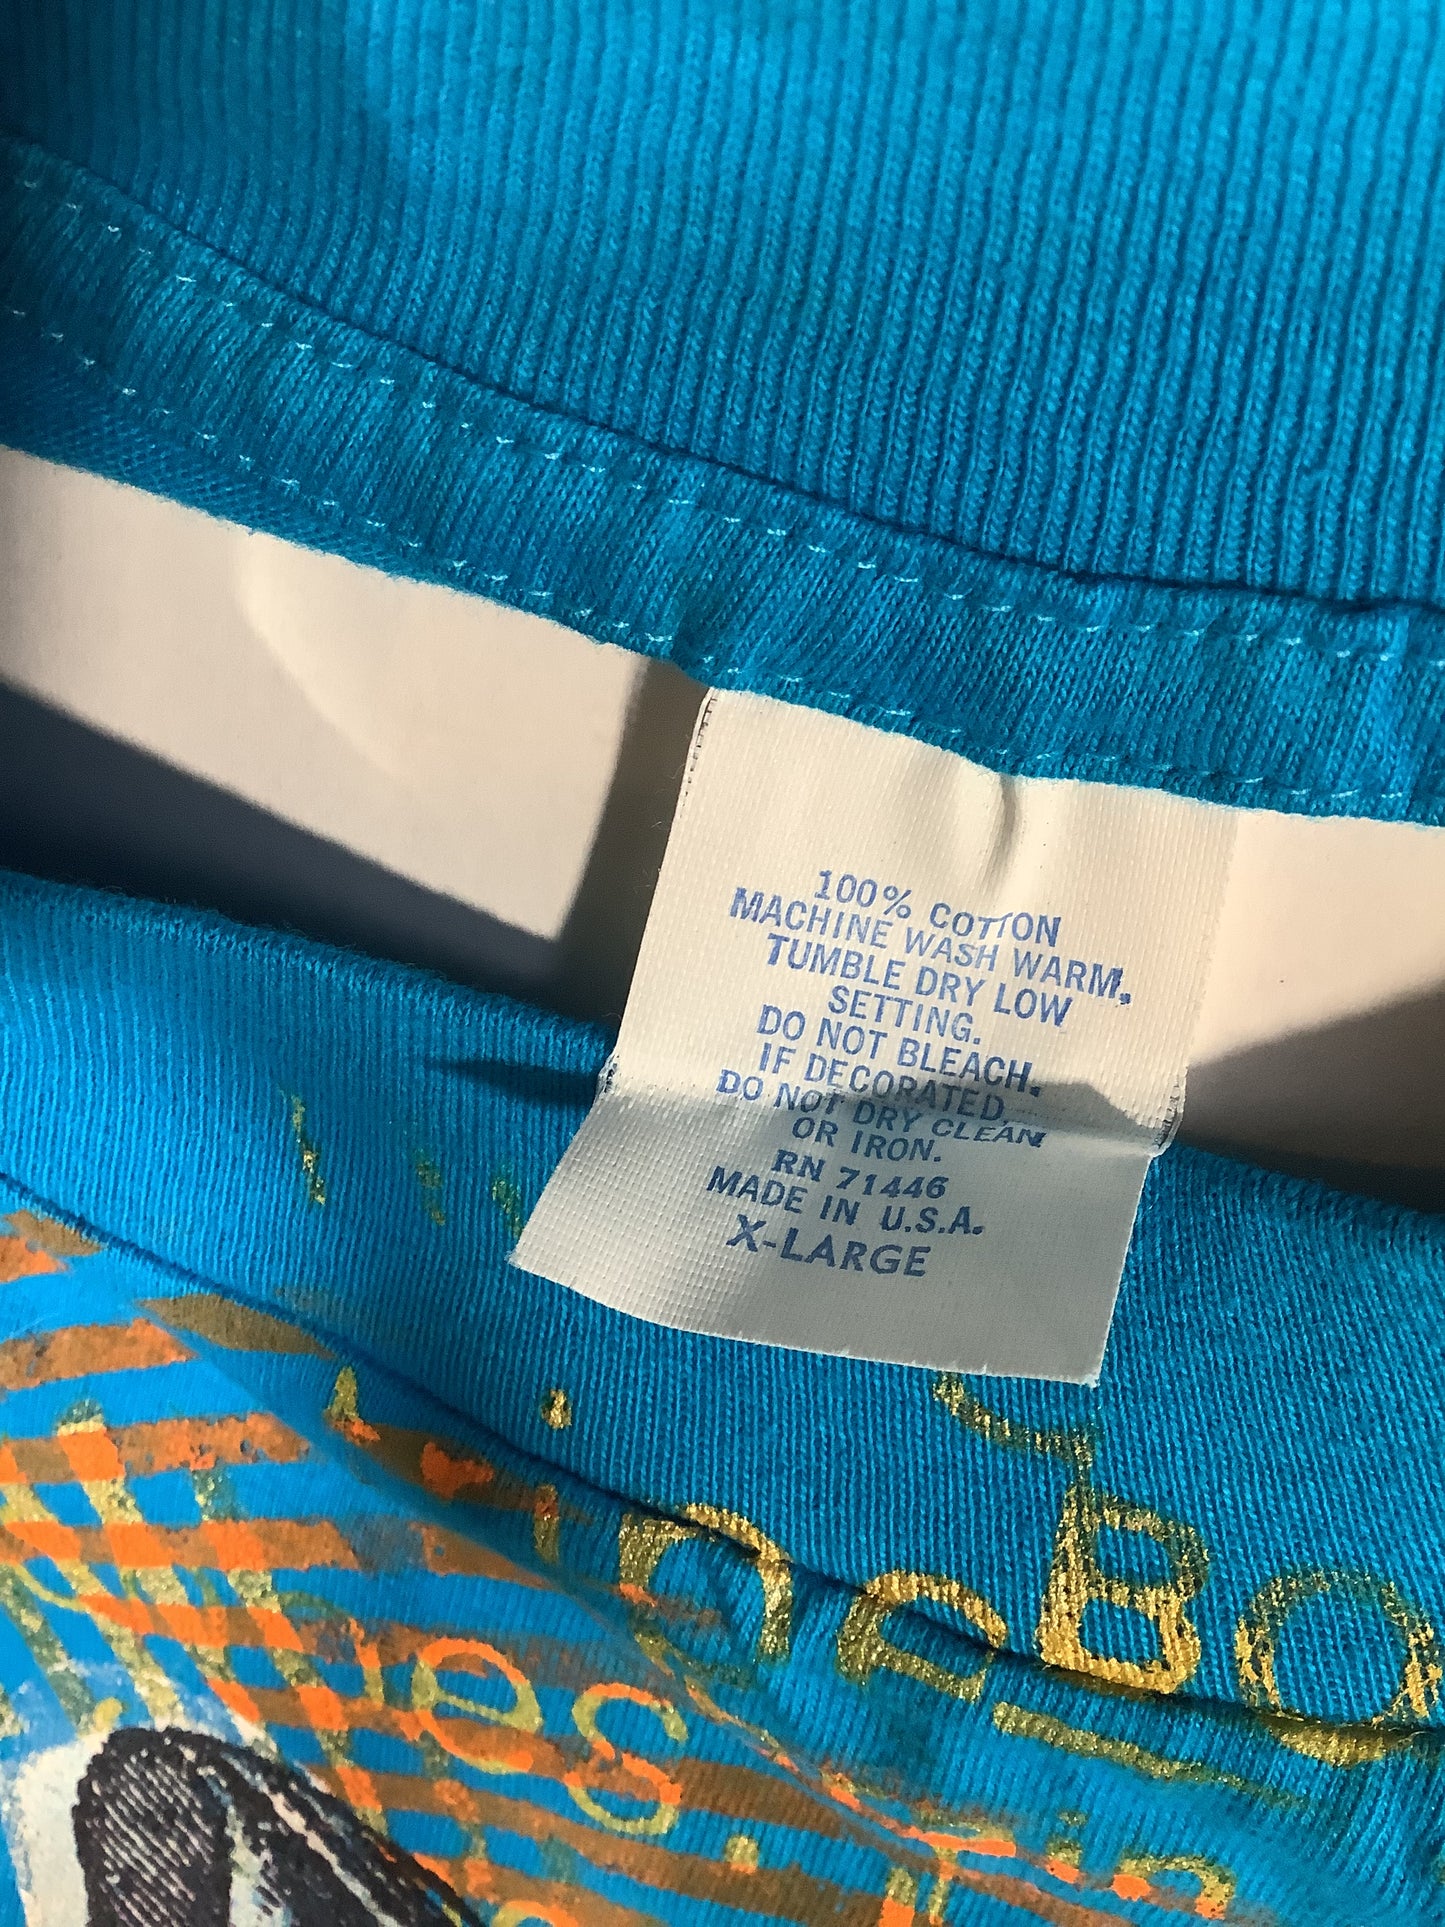 100% COTTON
MACHINE WASH WARM.
TUMBLE DRY LOW
SETTING.
DO NOT BLEACH.
IF DECORATED,
DO NOT DRY CLEAN
OR IRON.
RN 71446
MADE IN U.S.A.
X-LARGE